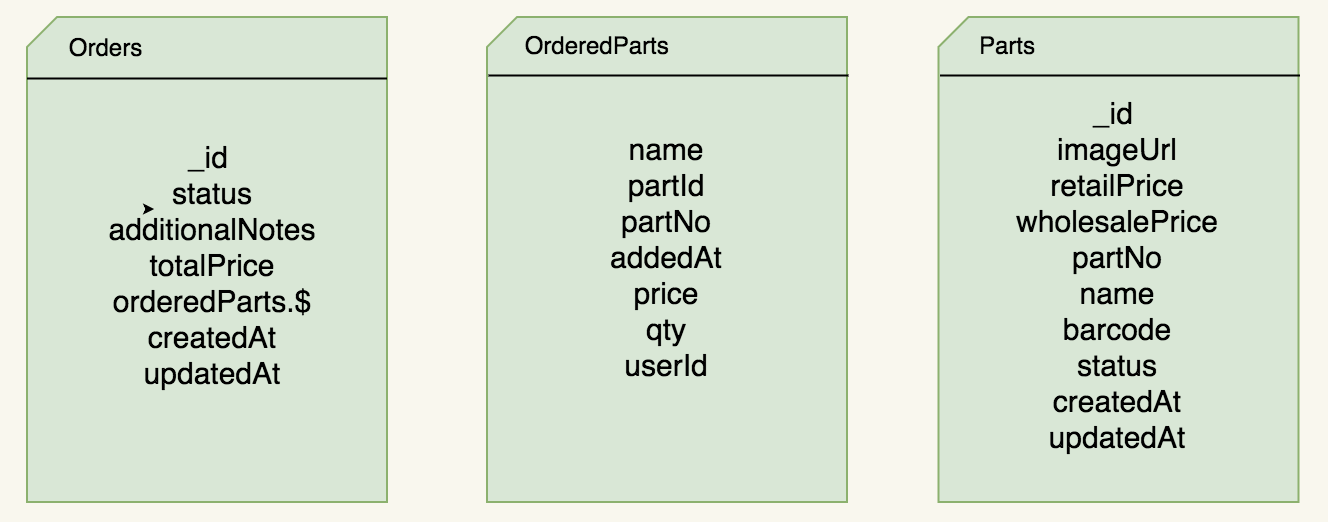 Orders
_id
status
additionalNotes
totalPrice
orderedParts.$
createdAt
updatedAt
OrderedParts
name
partId
partNo
addedAt
price
qty
userId
Parts
_id
imageUrl
retailPrice
wholesalePrice
partNo
name
barcode
status
createdAt
updatedAt